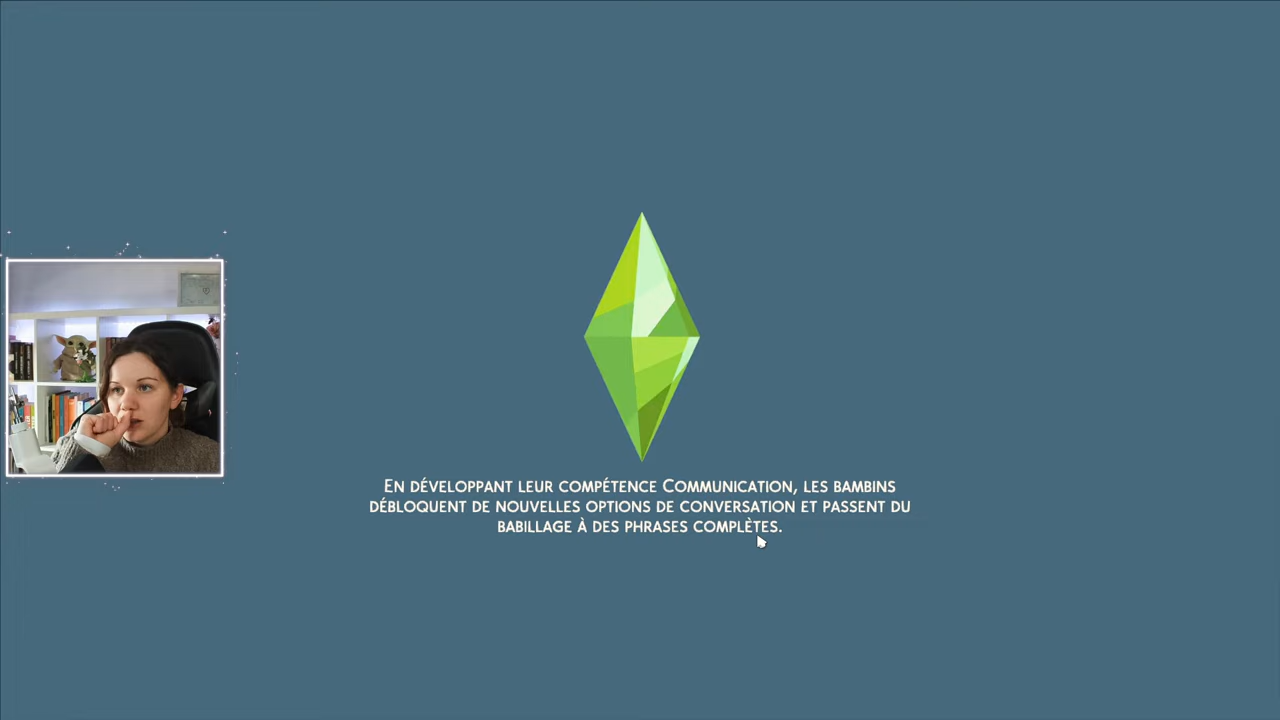 En développant leur compétence Communication, les bambins
débloquent de nouvelles options de conversation et passent du
babillage à des phrases complètes.